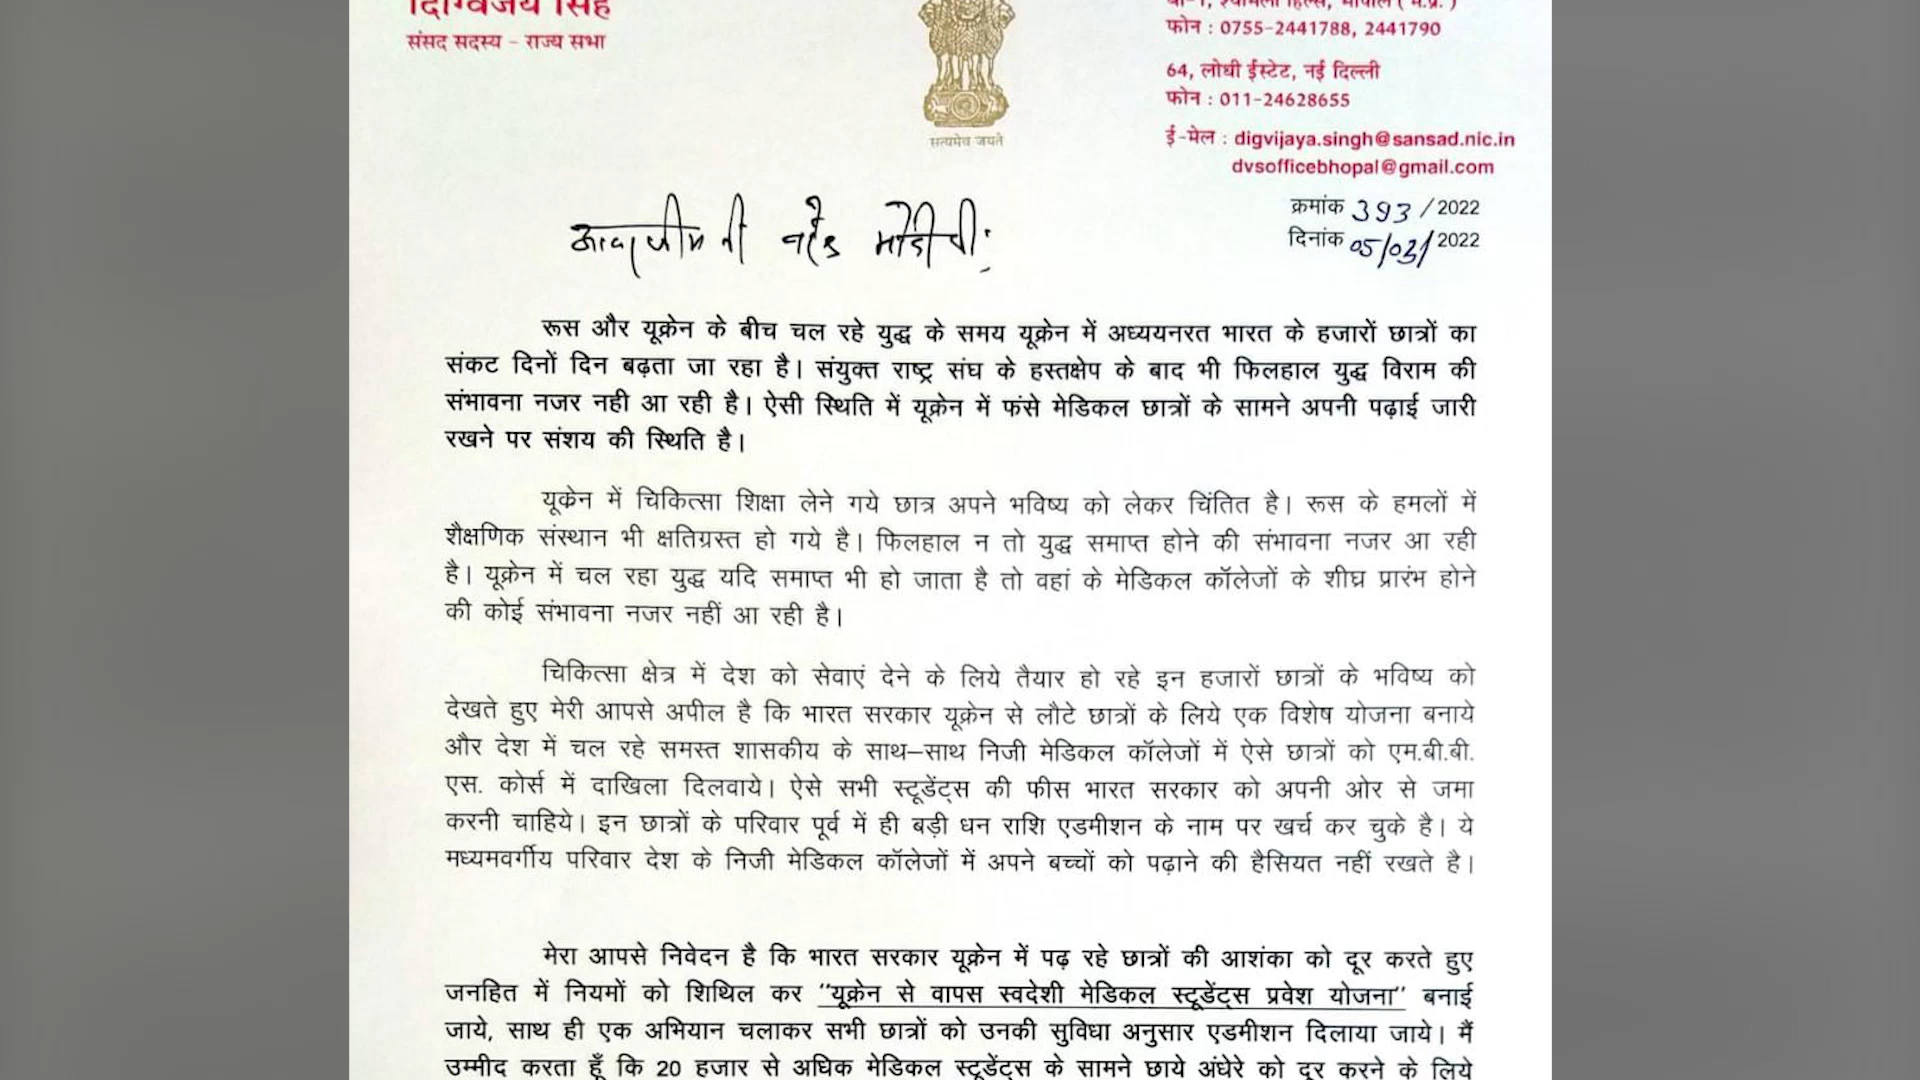 दिग्विजय सिंह
संसद सदस्य - राज्य सभा
सत्यमेव जयते
बी-1, श्यामला हिल्स, भोपाल ( म.प्र. )
फोन : 0755-2441788, 2441790
64, लोधी ईस्टेट, नई दिल्ली
फोन : 011-24628655
ई-मेल : digvijaya.singh@sansad.nic.in
dvsofficebhopal@gmail.com
क्रमांक 393 / 2022
दिनांक 05/03/2022
नरेंद्र मोदी जी
रूस और यूक्रेन के बीच चल रहे युद्ध के समय यूक्रेन में अध्ययनरत भारत के हजारों छात्रों का
संकट दिनों दिन बढ़ता जा रहा है। संयुक्त राष्ट्र संघ के हस्तक्षेप के बाद भी फिलहाल युद्ध विराम की
संभावना नजर नही आ रही है। ऐसी स्थिति में यूक्रेन में फंसे मेडिकल छात्रों के सामने अपनी पढ़ाई जारी
रखने पर संशय की स्थिति है।
यूक्रेन में चिकित्सा शिक्षा लेने गये छात्र अपने भविष्य को लेकर चिंतित है। रूस के हमलों में
शैक्षणिक संस्थान भी क्षतिग्रस्त हो गये है। फिलहाल न तो युद्ध समाप्त होने की संभावना नजर आ रही
है। यूक्रेन में चल रहा युद्ध यदि समाप्त भी हो जाता है तो वहां के मेडिकल कॉलेजों के शीघ्र प्रारंभ होने
की कोई संभावना नजर नहीं आ रही है।
चिकित्सा क्षेत्र में देश को सेवाएं देने के लिये तैयार हो रहे इन हजारों छात्रों के भविष्य को
देखते हुए मेरी आपसे अपील है कि भारत सरकार यूक्रेन से लौटे छात्रों के लिये एक विशेष योजना बनाये
और देश में चल रहे समस्त शासकीय के साथ–साथ निजी मेडिकल कॉलेजों में ऐसे छात्रों को एम.बी.बी.
एस. कोर्स में दाखिला दिलवाये। ऐसे सभी स्टूडेंट्स की फीस भारत सरकार को अपनी ओर से जमा
करनी चाहिये। इन छात्रों के परिवार पूर्व में ही बड़ी धन राशि एडमीशन के नाम पर खर्च कर चुके है। ये
मध्यमवर्गीय परिवार देश के निजी मेडिकल कॉलेजों में अपने बच्चों को पढ़ाने की हैसियत नहीं रखते है।
मेरा आपसे निवेदन है कि भारत सरकार यूक्रेन में पढ़ रहे छात्रों की आशंका को दूर करते हुए
जनहित में नियमों को शिथिल कर "यूक्रेन से वापस स्वदेशी मेडिकल स्टूडेंट्स प्रवेश योजना" बनाई
जाये, साथ ही एक अभियान चलाकर सभी छात्रों को उनकी सुविधा अनुसार एडमीशन दिलाया जाये। मैं
उम्मीद करता हूँ कि 20 हजार से अधिक मेडिकल स्टूडेंट्स के सामने छाये अंधेरे को दूर करने के लिये